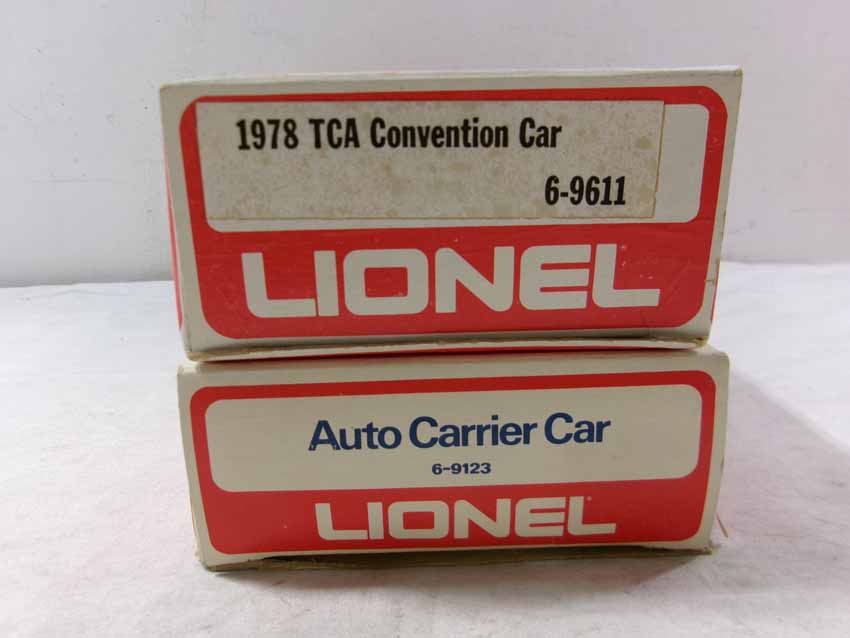 1978 TCA Convention Car
6-9611
LIONEL
Auto Carrier Car
6-9123
LIONEL